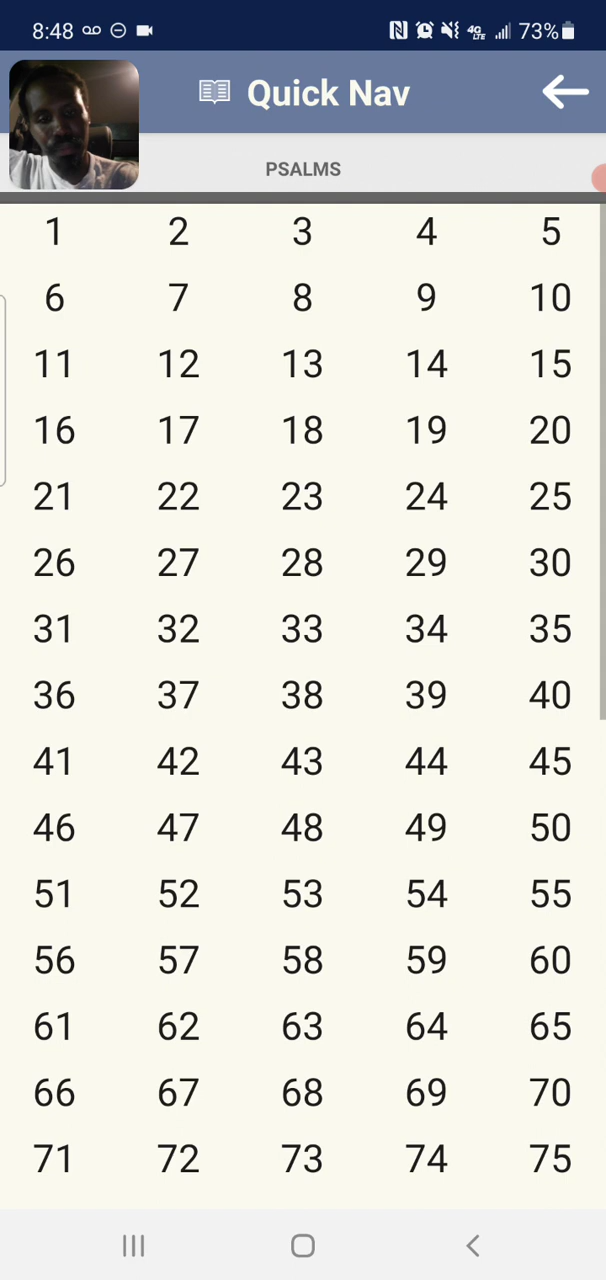 8:48 4G LTE 73%
Quick Nav
PSALMS
1 2 3 4 5
6 7 8 9 10
11 12 13 14 15
16 17 18 19 20
21 22 23 24 25
26 27 28 29 30
31 32 33 34 35
36 37 38 39 40
41 42 43 44 45
46 47 48 49 50
51 52 53 54 55
56 57 58 59 60
61 62 63 64 65
66 67 68 69 70
71 72 73 74 75